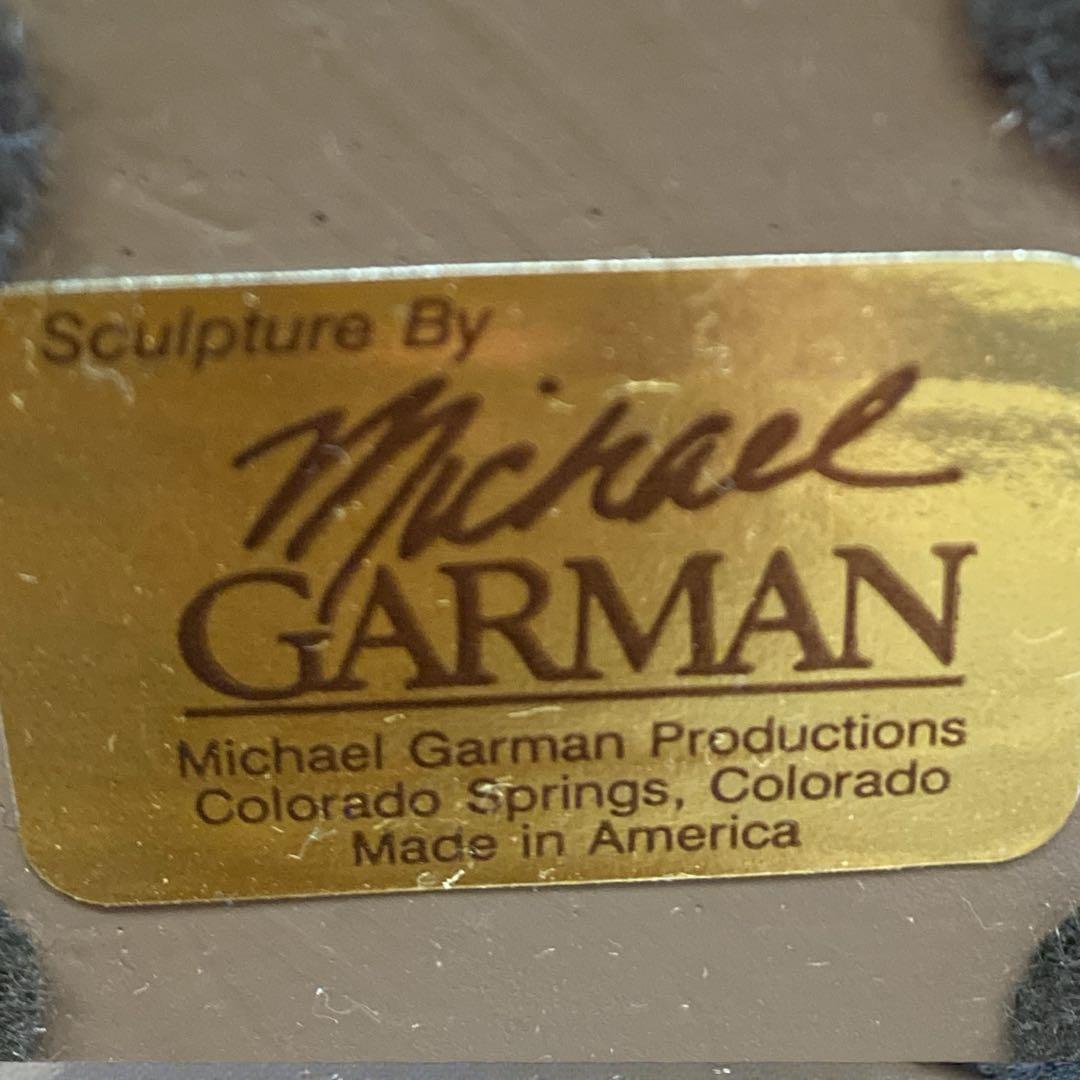 Sculpture By
Michael
GARMAN
Michael Garman Productions
Colorado Springs, Colorado
Made in America